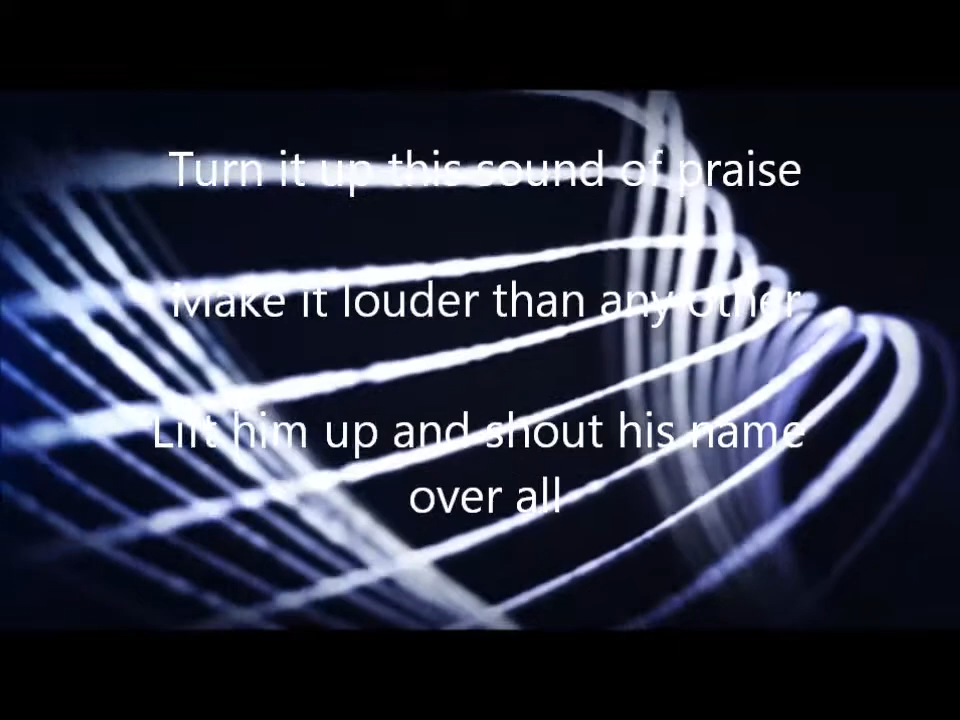 Turn it up this sound of praise
Make it louder than any other
Lift him up and shout his name
over all